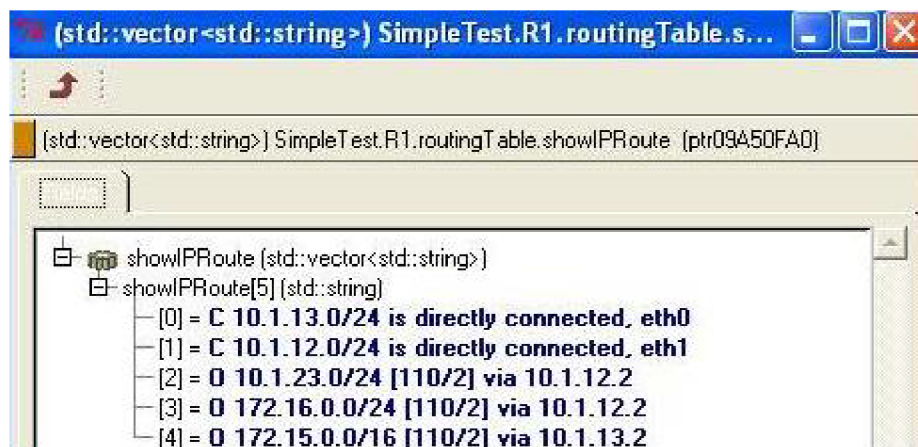 (std::vector<std::string>) SimpleTest.R1.routingTable.s...
(std::vector<std::string>) SimpleTest.R1.routingTable.showIPRoute (ptr09A50FA0)
showIPRoute (std::vector<std::string>)
showIPRoute[5] (std::string)
[0] = C 10.1.13.0/24 is directly connected, eth0
[1] = C 10.1.12.0/24 is directly connected, eth1
[2] = O 10.1.23.0/24 [110/2] via 10.1.12.2
[3] = O 172.16.0.0/24 [110/2] via 10.1.12.2
[4] = O 172.15.0.0/16 [110/2] via 10.1.13.2